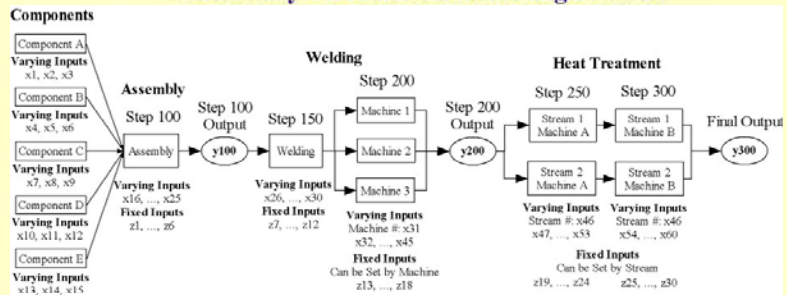 Components
Component A
Varying Inputs
x1, x2, x3
Component B
Varying Inputs
x4, x5, x6
Component C
Varying Inputs
x7, x8, x9
Component D
Varying Inputs
x10, x11, x12
Component E
Varying Inputs
x13, x14, x15
Assembly
Step 100
Assembly
Varying Inputs
x16, ..., x25
Fixed Inputs
z1, ..., z6
Step 100
Output
y100
Welding
Step 150
Welding
Varying Inputs
x26, ..., x30
Fixed Inputs
z7, ..., z12
Step 200
Machine 1
Machine 2
Machine 3
Varying Inputs
Machine #: x31
x32, ..., x45
Fixed Inputs
Can be Set by Machine
z13, ..., z18
Step 200
Output
y200
Heat Treatment
Step 250
Stream 1
Machine A
Stream 2
Machine A
Varying Inputs
Stream #: x46
x47, ..., x53
Step 300
Stream 1
Machine B
Stream 2
Machine B
Varying Inputs
Stream #: x46
x54, ..., x60
Fixed Inputs
Can be Set by Stream
z19, ..., z24
z25, ..., z30
Final Output
y300